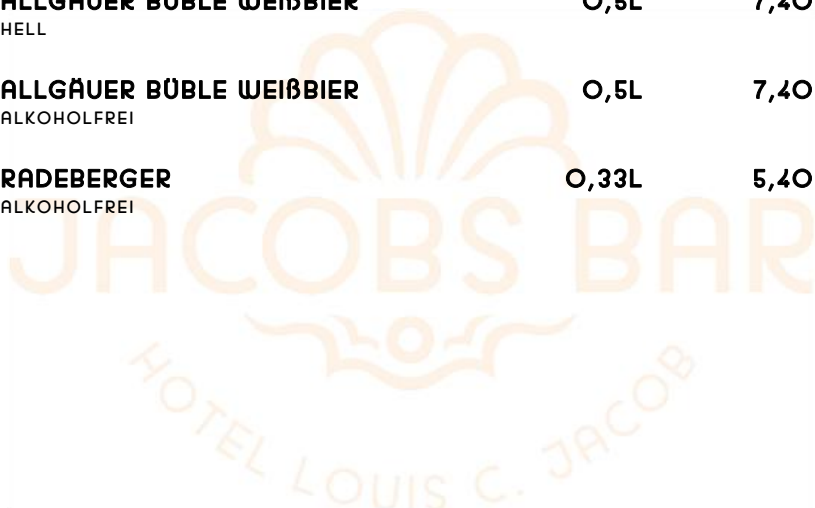 ALLGÄUER BÜBLE WEIßBIER 0,5L 7,40
HELL
ALLGÄUER BÜBLE WEIßBIER 0,5L 7,40
ALKOHOLFREI
RADEBERGER 0,33L 5,40
ALKOHOLFREI
JACOBS BAR
HOTEL LOUIS C. JACOB